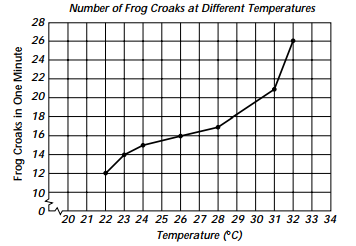 Number of Frog Croaks at Different Temperatures
Frog Croaks in One Minute
28
26
24
22
20
18
16
14
12
10
0
20 21 22 23 24 25 26 27 28 29 30 31 32 33 34
Temperature (°C)